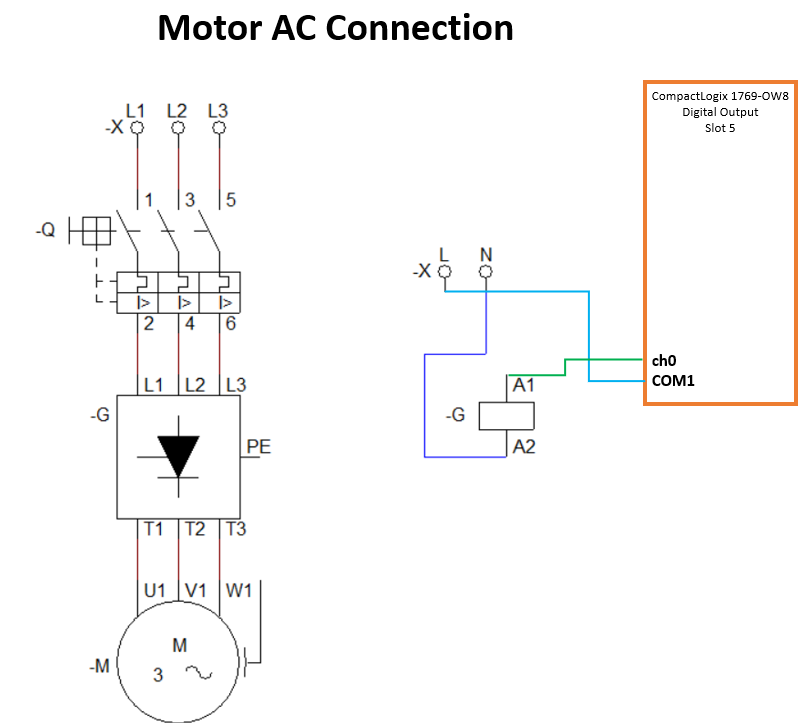 Motor AC Connection
L1 L2 L3
-X
1 3 5
-Q
I> I> I>
2 4 6
L1 L2 L3
-G
PE
T1 T2 T3
U1 V1 W1
M
-M
3
L N
-X
A1
-G
A2
CompactLogix 1769-OW8
Digital Output
Slot 5
ch0
COM1